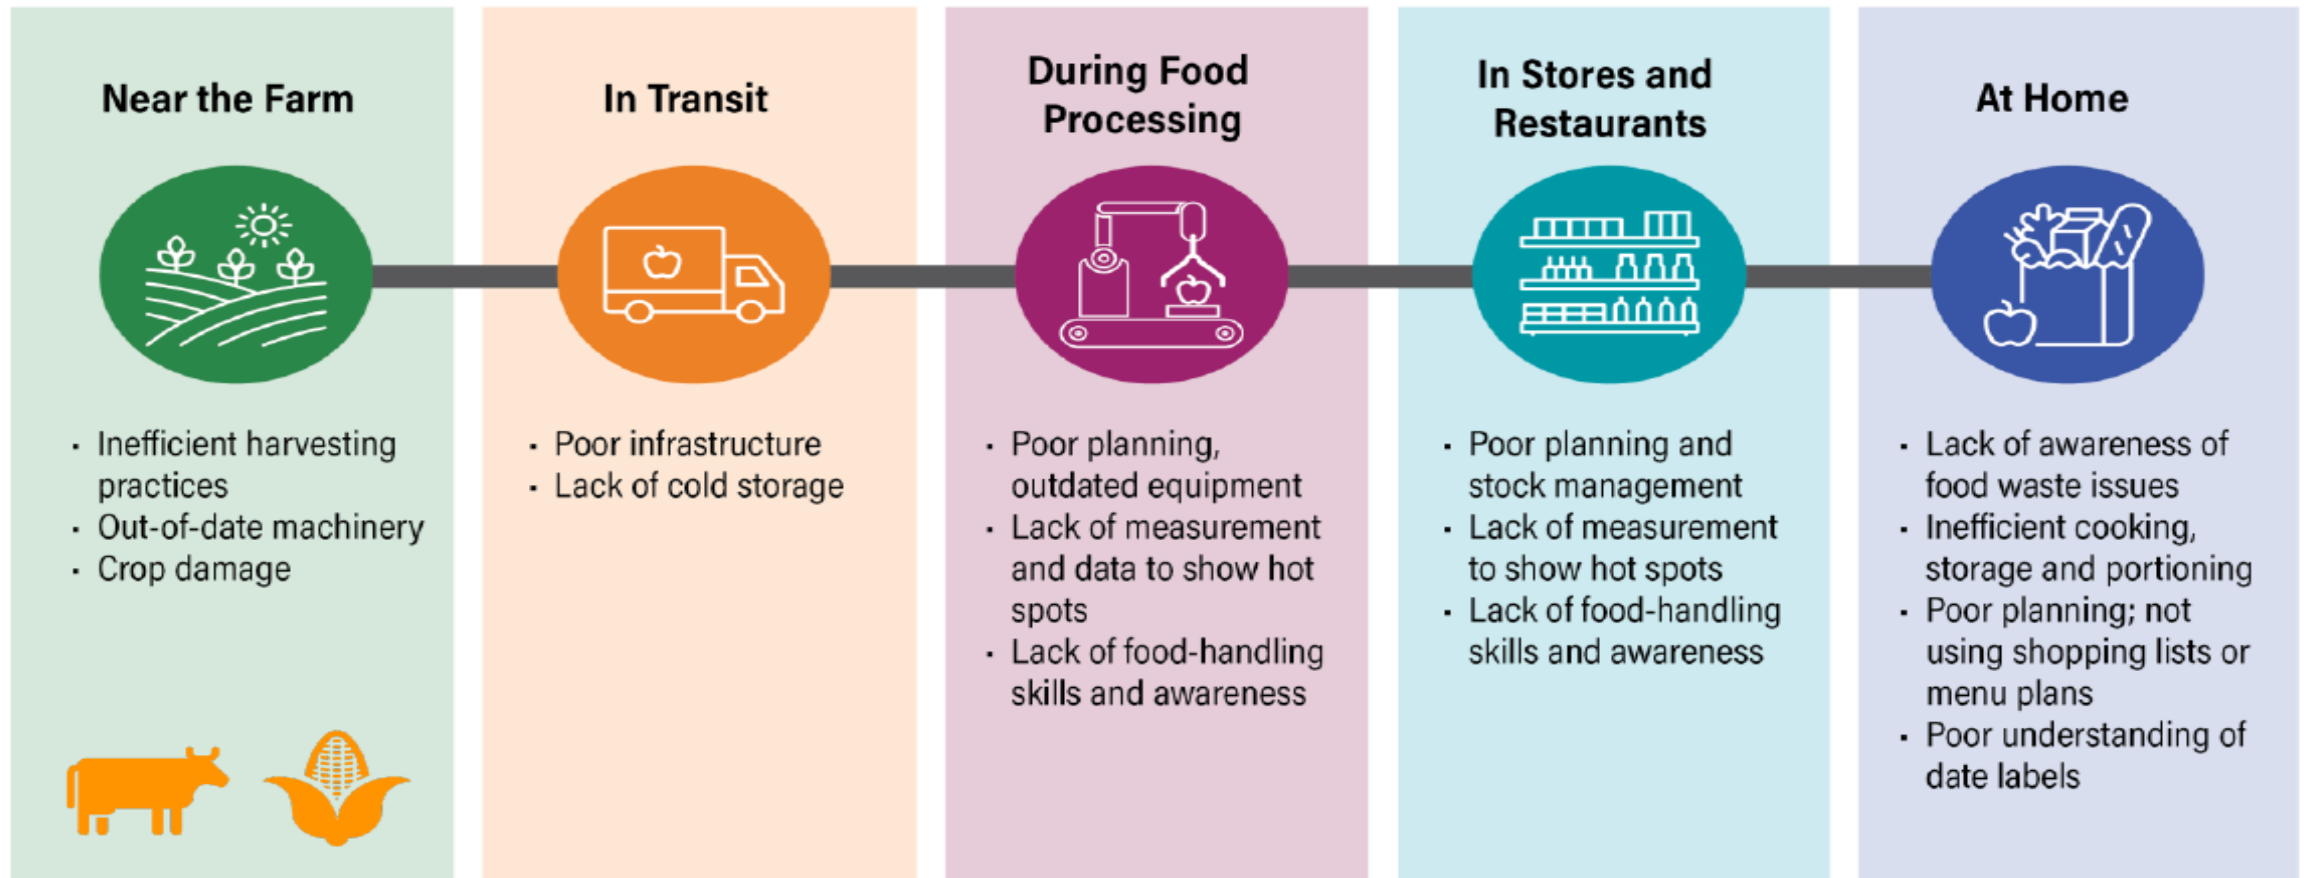 Near the Farm
· Inefficient harvesting
practices
· Out-of-date machinery
· Crop damage
In Transit
· Poor infrastructure
· Lack of cold storage
During Food
Processing
· Poor planning,
outdated equipment
· Lack of measurement
and data to show hot
spots
· Lack of food-handling
skills and awareness
In Stores and
Restaurants
· Poor planning and
stock management
· Lack of measurement
to show hot spots
· Lack of food-handling
skills and awareness
At Home
· Lack of awareness of
food waste issues
· Inefficient cooking,
storage and portioning
· Poor planning; not
using shopping lists or
menu plans
· Poor understanding of
date labels